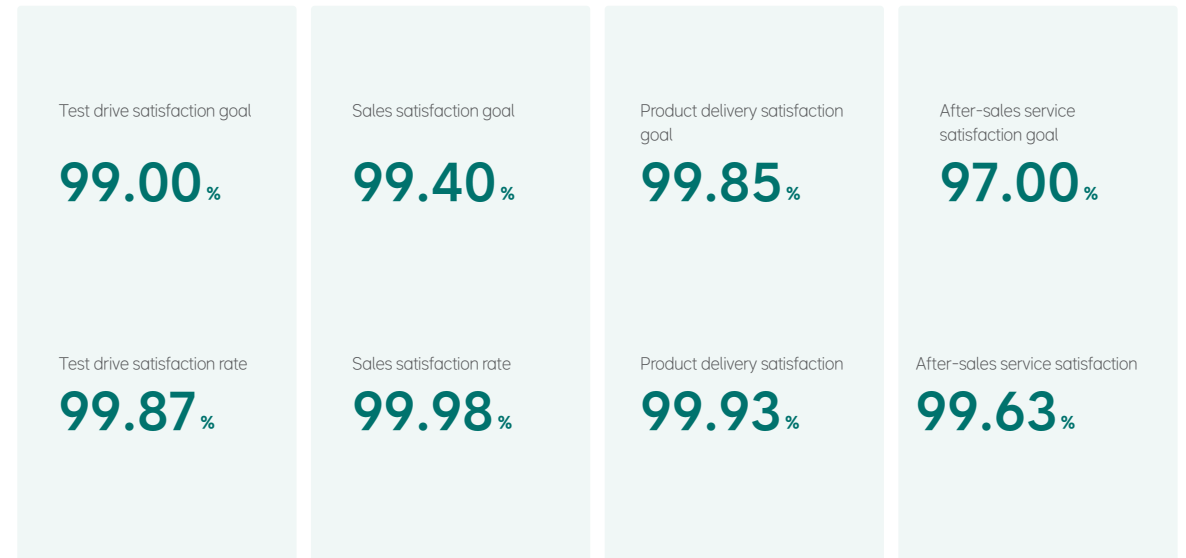 Test drive satisfaction goal
99.00%
Sales satisfaction goal
99.40%
Product delivery satisfaction
goal
99.85%
After-sales service
satisfaction goal
97.00%
Test drive satisfaction rate
99.87%
Sales satisfaction rate
99.98%
Product delivery satisfaction
99.93%
After-sales service satisfaction
99.63%